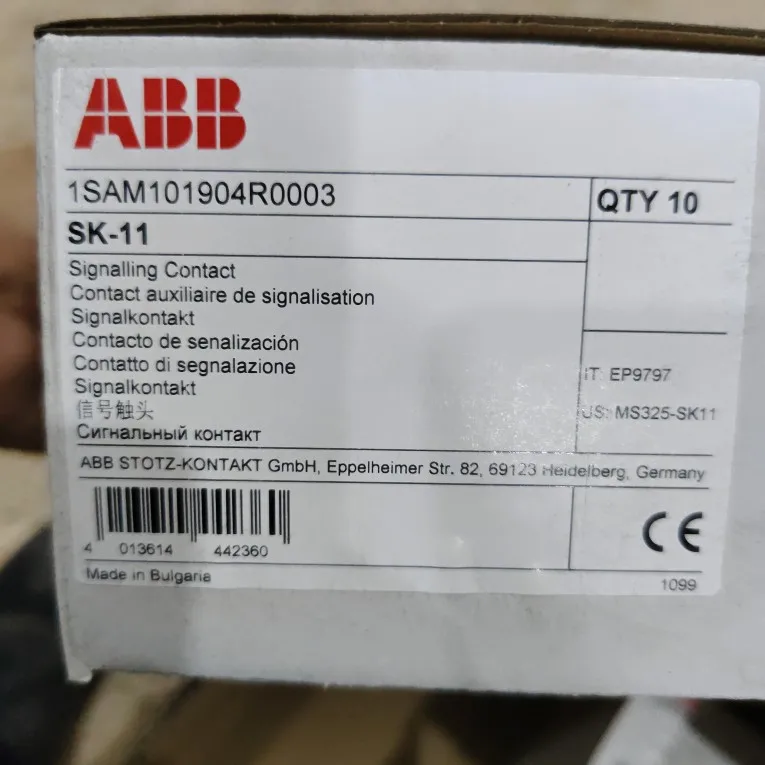 ABB
1SAM101904R0003
QTY 10
SK-11
Signalling Contact
Contact auxiliaire de signalisation
Signalkontakt
Contacto de senalización
Contatto di segnalazione
Signalkontakt
信号触头
Сигнальный контакт
IT: EP9797
US: MS325-SK11
ABB STOTZ-KONTAKT GmbH, Eppelheimer Str. 82, 69123 Heidelberg, Germany
4 013614 442360
CE
Made in Bulgaria
1099